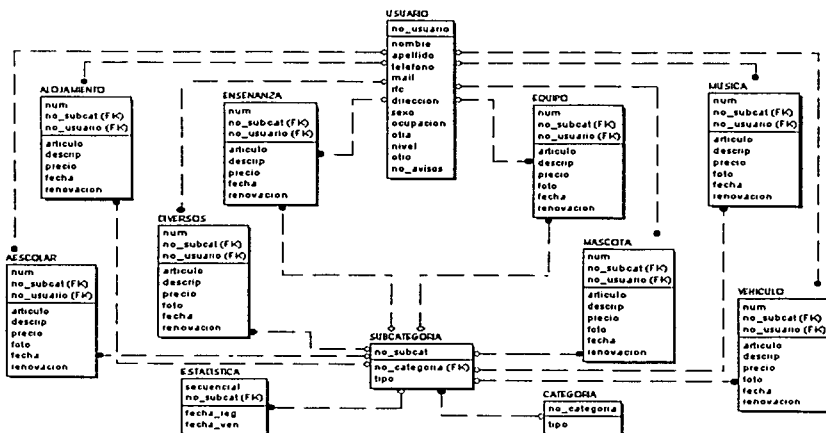 USUARIO
no_usuario
nombre
apellido
telefono
mail
rfc
direccion
sexo
ocupacion
otra
nivel
otro
no_avisos
ALOJAMIENTO
num
no_subcat (FK)
no_usuario (FK)
articulo
descrip
precio
fecha
renovacion
ENSENANZA
num
no_subcat (FK)
no_usuario (FK)
articulo
descrip
precio
fecha
renovacion
EQUIPO
num
no_subcat (FK)
no_usuario (FK)
articulo
descrip
precio
foto
fecha
renovacion
MUSICA
num
no_subcat (FK)
no_usuario (FK)
articulo
descrip
precio
foto
fecha
renovacion
AESCOLAR
num
no_subcat (FK)
no_usuario (FK)
articulo
descrip
precio
foto
fecha
renovacion
DIVERSOS
num
no_subcat (FK)
no_usuario (FK)
articulo
descrip
precio
foto
fecha
renovacion
MASCOTA
num
no_subcat (FK)
no_usuario (FK)
articulo
descrip
precio
foto
fecha
renovacion
VEHICULO
num
no_subcat (FK)
no_usuario (FK)
articulo
descrip
precio
foto
fecha
renovacion
SUBCATEGORIA
no_subcat
no_categoria (FK)
tipo
ESTATISTICA
secuencial
no_subcat (FK)
fecha_reg
fecha_ven
CATEGORIA
no_categoria
tipo